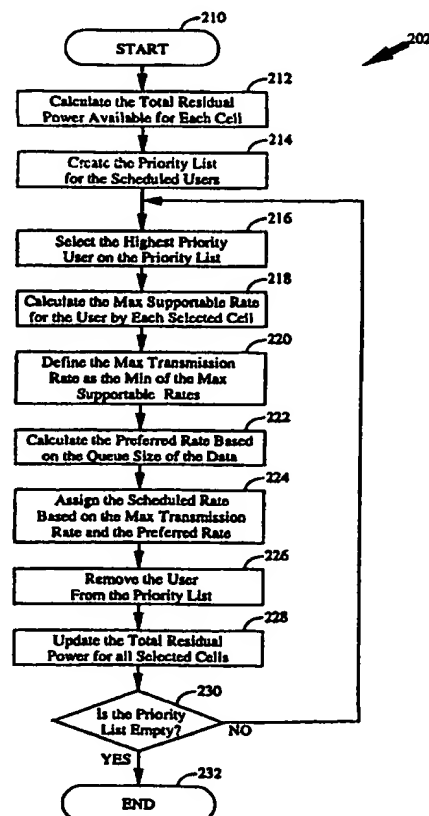 210
START
202
212
Calculate the Total Residual
Power Available for Each Cell
214
Create the Priority List
for the Scheduled Users
216
Select the Highest Priority
User on the Priority List
218
Calculate the Max Supportable Rate
for the User by Each Selected Cell
220
Define the Max Transmission
Rate as the Min of the Max
Supportable Rates
222
Calculate the Preferred Rate Based
on the Queue Size of the Data
224
Assign the Scheduled Rate
Based on the Max Transmission
Rate and the Preferred Rate
226
Remove the User
From the Priority List
228
Update the Total Residual
Power for all Selected Cells
230
Is the Priority
List Empty?
NO
YES
232
END